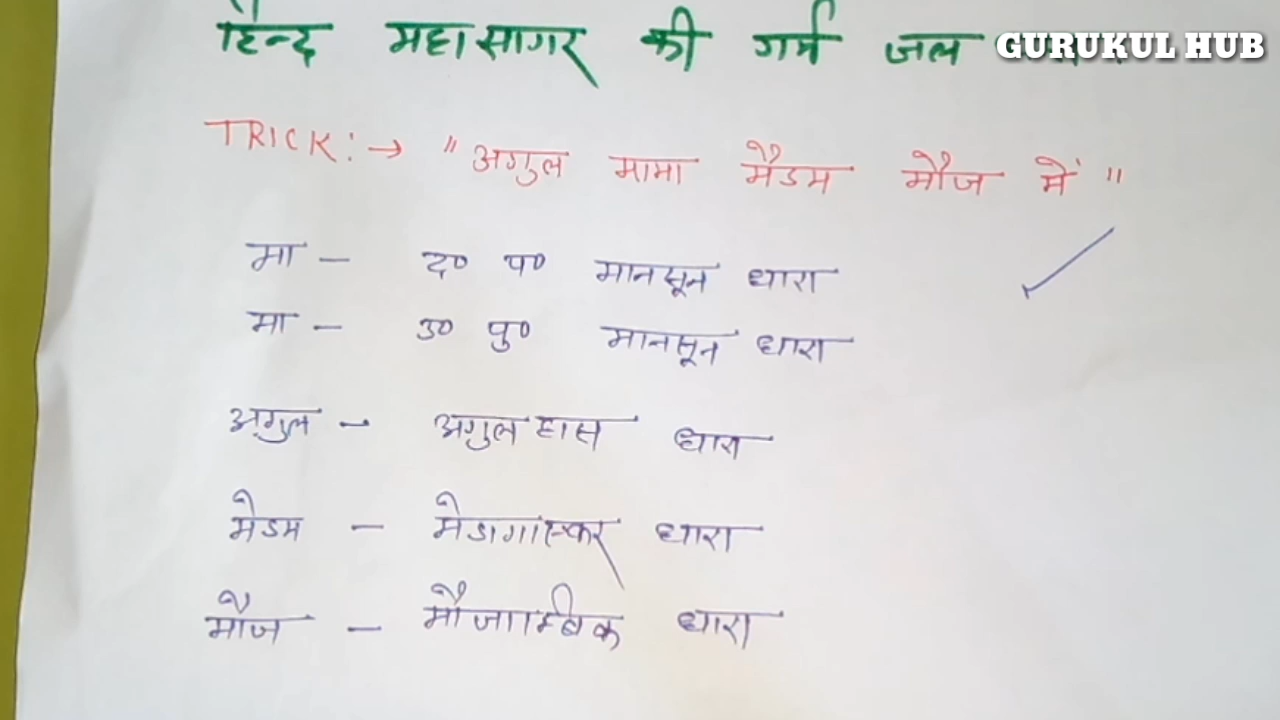 हिन्द महासागर की गर्म जल
GURUKUL HUB
TRICK:→ "अगुल मामा मैडम मौज में"
मा – द० प० मानसून धारा
मा – उ० पु० मानसून धारा
अगुल – अगुलहास धारा
मेडम – मेडागास्कर धारा
मौज – मौजाम्बिक धारा